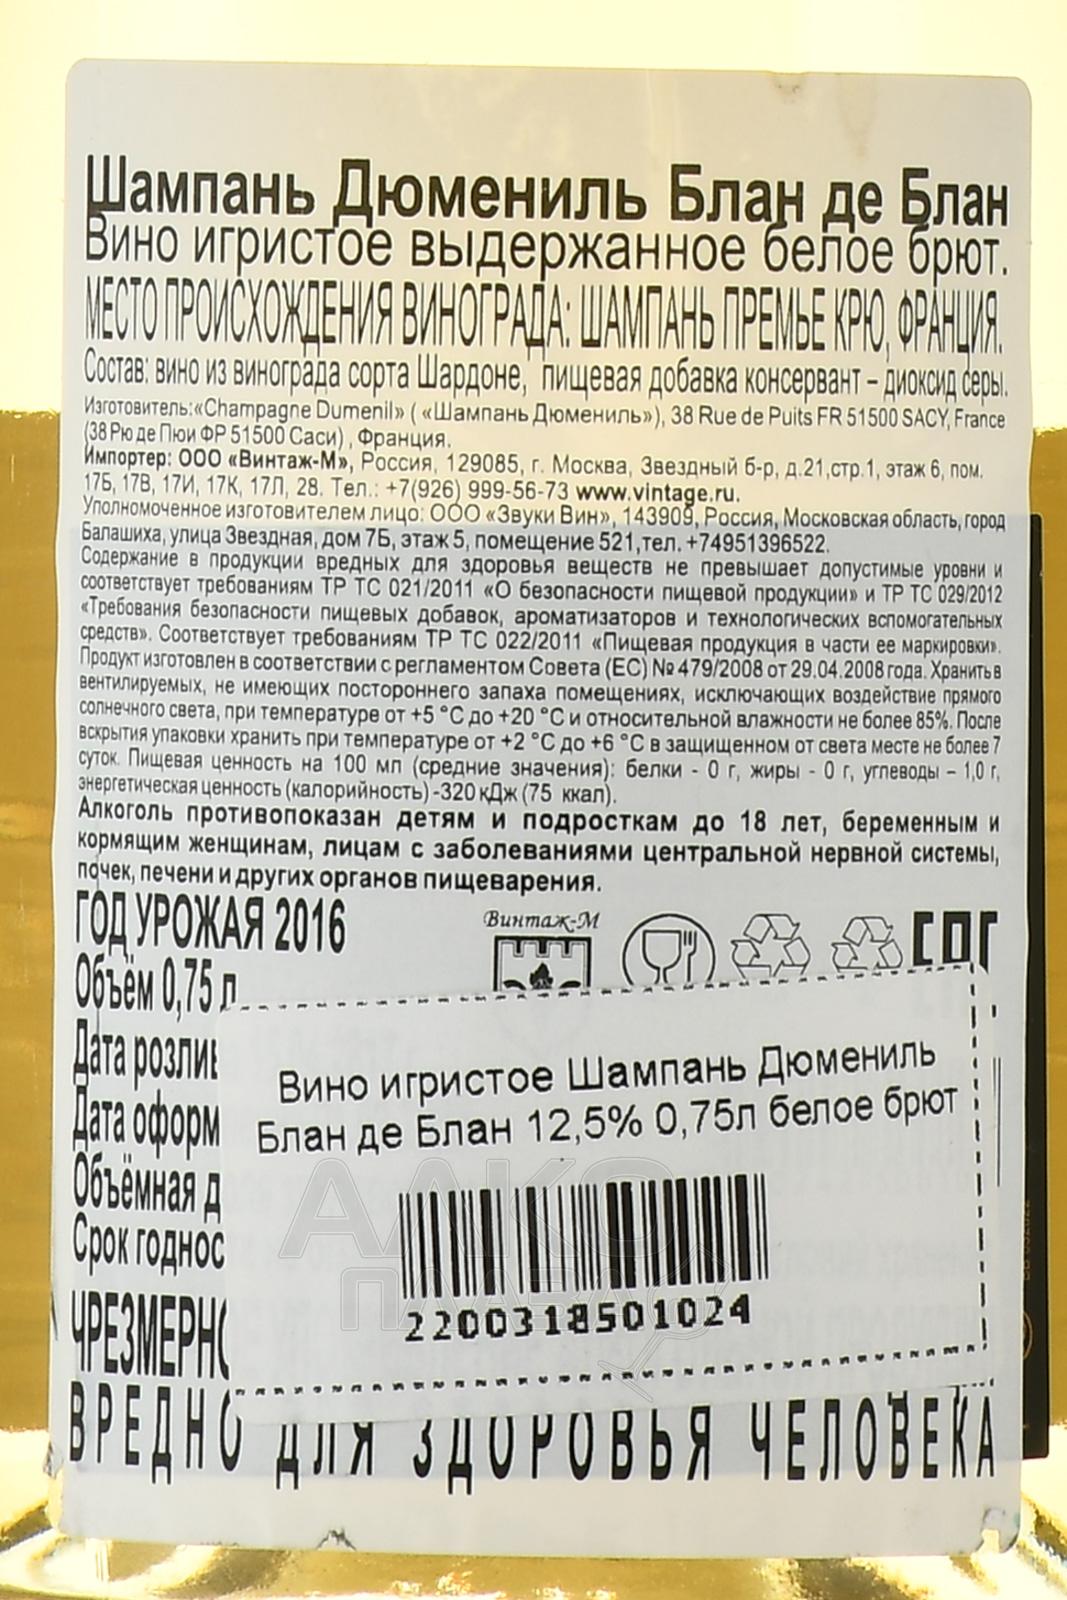 Шампань Дюмениль Блан де Блан
Вино игристое выдержанное белое брют.
МЕСТО ПРОИСХОЖДЕНИЯ ВИНОГРАДА: ШАМПАНЬ ПРЕМЬЕ КРЮ, ФРАНЦИЯ.
Состав: вино из винограда сорта Шардоне, пищевая добавка консервант – диоксид серы.
Изготовитель:«Champagne Dumenil» ( «Шампань Дюмениль»), 38 Rue de Puits FR 51500 SACY, France
(38 Рю де Пюи ФР 51500 Саси) , Франция.
Импортер: ООО «Винтаж-М», Россия, 129085, г. Москва, Звездный б-р, д.21,стр.1, этаж 6, пом.
17Б, 17В, 17И, 17К, 17Л, 28. Тел.: +7(926) 999-56-73 www.vintage.ru.
Уполномоченное изготовителем лицо: ООО «Звуки Вин», 143909, Россия, Московская область, город
Балашиха, улица Звездная, дом 7Б, этаж 5, помещение 521,тел. +74951396522.
Содержание в продукции вредных для здоровья веществ не превышает допустимые уровни и
соответствует требованиям ТР ТС 021/2011 «О безопасности пищевой продукции» и ТР ТС 029/2012
«Требования безопасности пищевых добавок, ароматизаторов и технологических вспомогательных
средств». Соответствует требованиям ТР ТС 022/2011 «Пищевая продукция в части ее маркировки».
Продукт изготовлен в соответствии с регламентом Совета (ЕС) № 479/2008 от 29.04.2008 года. Хранить в
вентилируемых, не имеющих постороннего запаха помещениях, исключающих воздействие прямого
солнечного света, при температуре от +5 °C до +20 °C и относительной влажности не более 85%. После
вскрытия упаковки хранить при температуре от +2 °C до +6 °C в защищенном от света месте не более 7
суток. Пищевая ценность на 100 мл (средние значения): белки - 0 г, жиры - 0 г, углеводы – 1,0 г,
энергетическая ценность (калорийность) -320 кДж (75 ккал).
Алкоголь противопоказан детям и подросткам до 18 лет, беременным и
кормящим женщинам, лицам с заболеваниями центральной нервной системы,
почек, печени и других органов пищеварения.
ГОД УРОЖАЯ 2016
Винтаж-М
Объём 0,75 л
Дата розлив
Дата оформ
Объёмная д
Срок годнос
Вино игристое Шампань Дюмениль
Блан де Блан 12,5% 0,75л белое брют
2200318501024
АЛКО
ПЛАВЛО
ЧРЕЗМЕРНО
ВРЕДНО ДЛЯ ЗДОРОВЬЯ ЧЕЛОВЕКА